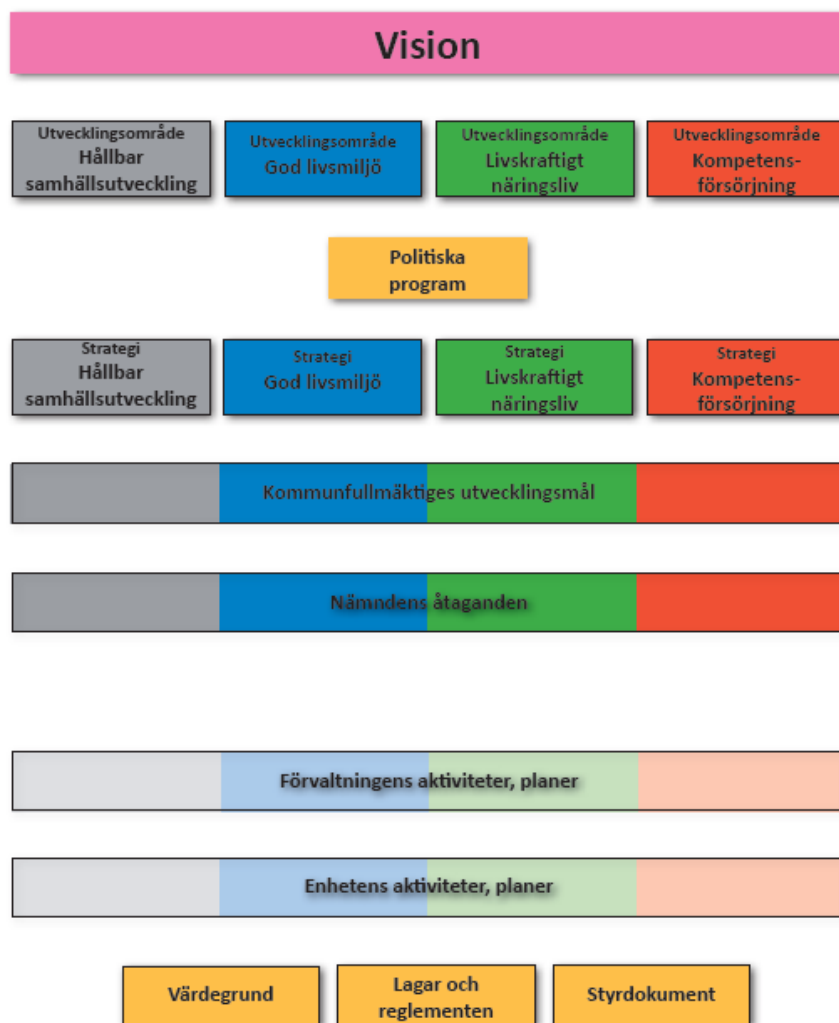 Vision
Utvecklingsområde
Hållbar
samhällsutveckling
Utvecklingsområde
God livsmiljö
Utvecklingsområde
Livskraftigt
näringsliv
Utvecklingsområde
Kompetens-
försörjning
Politiska
program
Strategi
Hållbar
samhällsutveckling
Strategi
God livsmiljö
Strategi
Livskraftigt
näringsliv
Strategi
Kompetens-
försörjning
Kommunfullmäktiges utvecklingsmål
Nämndens åtaganden
Förvaltningens aktiviteter, planer
Enhetens aktiviteter, planer
Värdegrund
Lagar och
reglementen
Styrdokument